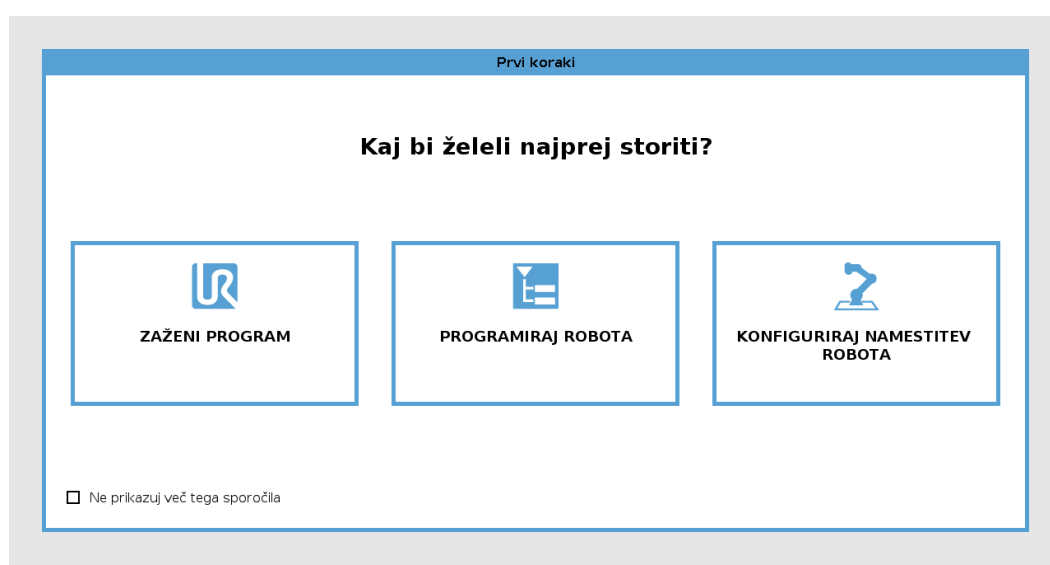 Prvi koraki
Kaj bi želeli najprej storiti?
ZAŽENI PROGRAM
PROGRAMIRAJ ROBOTA
KONFIGURIRAJ NAMESTITEV
ROBOTA
Ne prikazuj več tega sporočila